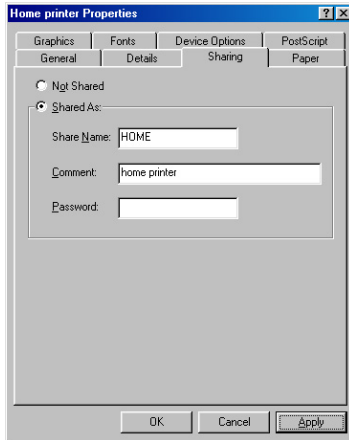 Home printer Properties
Graphics Fonts Device Options PostScript
General Details Sharing Paper
Not Shared
Shared As:
Share Name: HOME
Comment: home printer
Password:
OK Cancel Apply